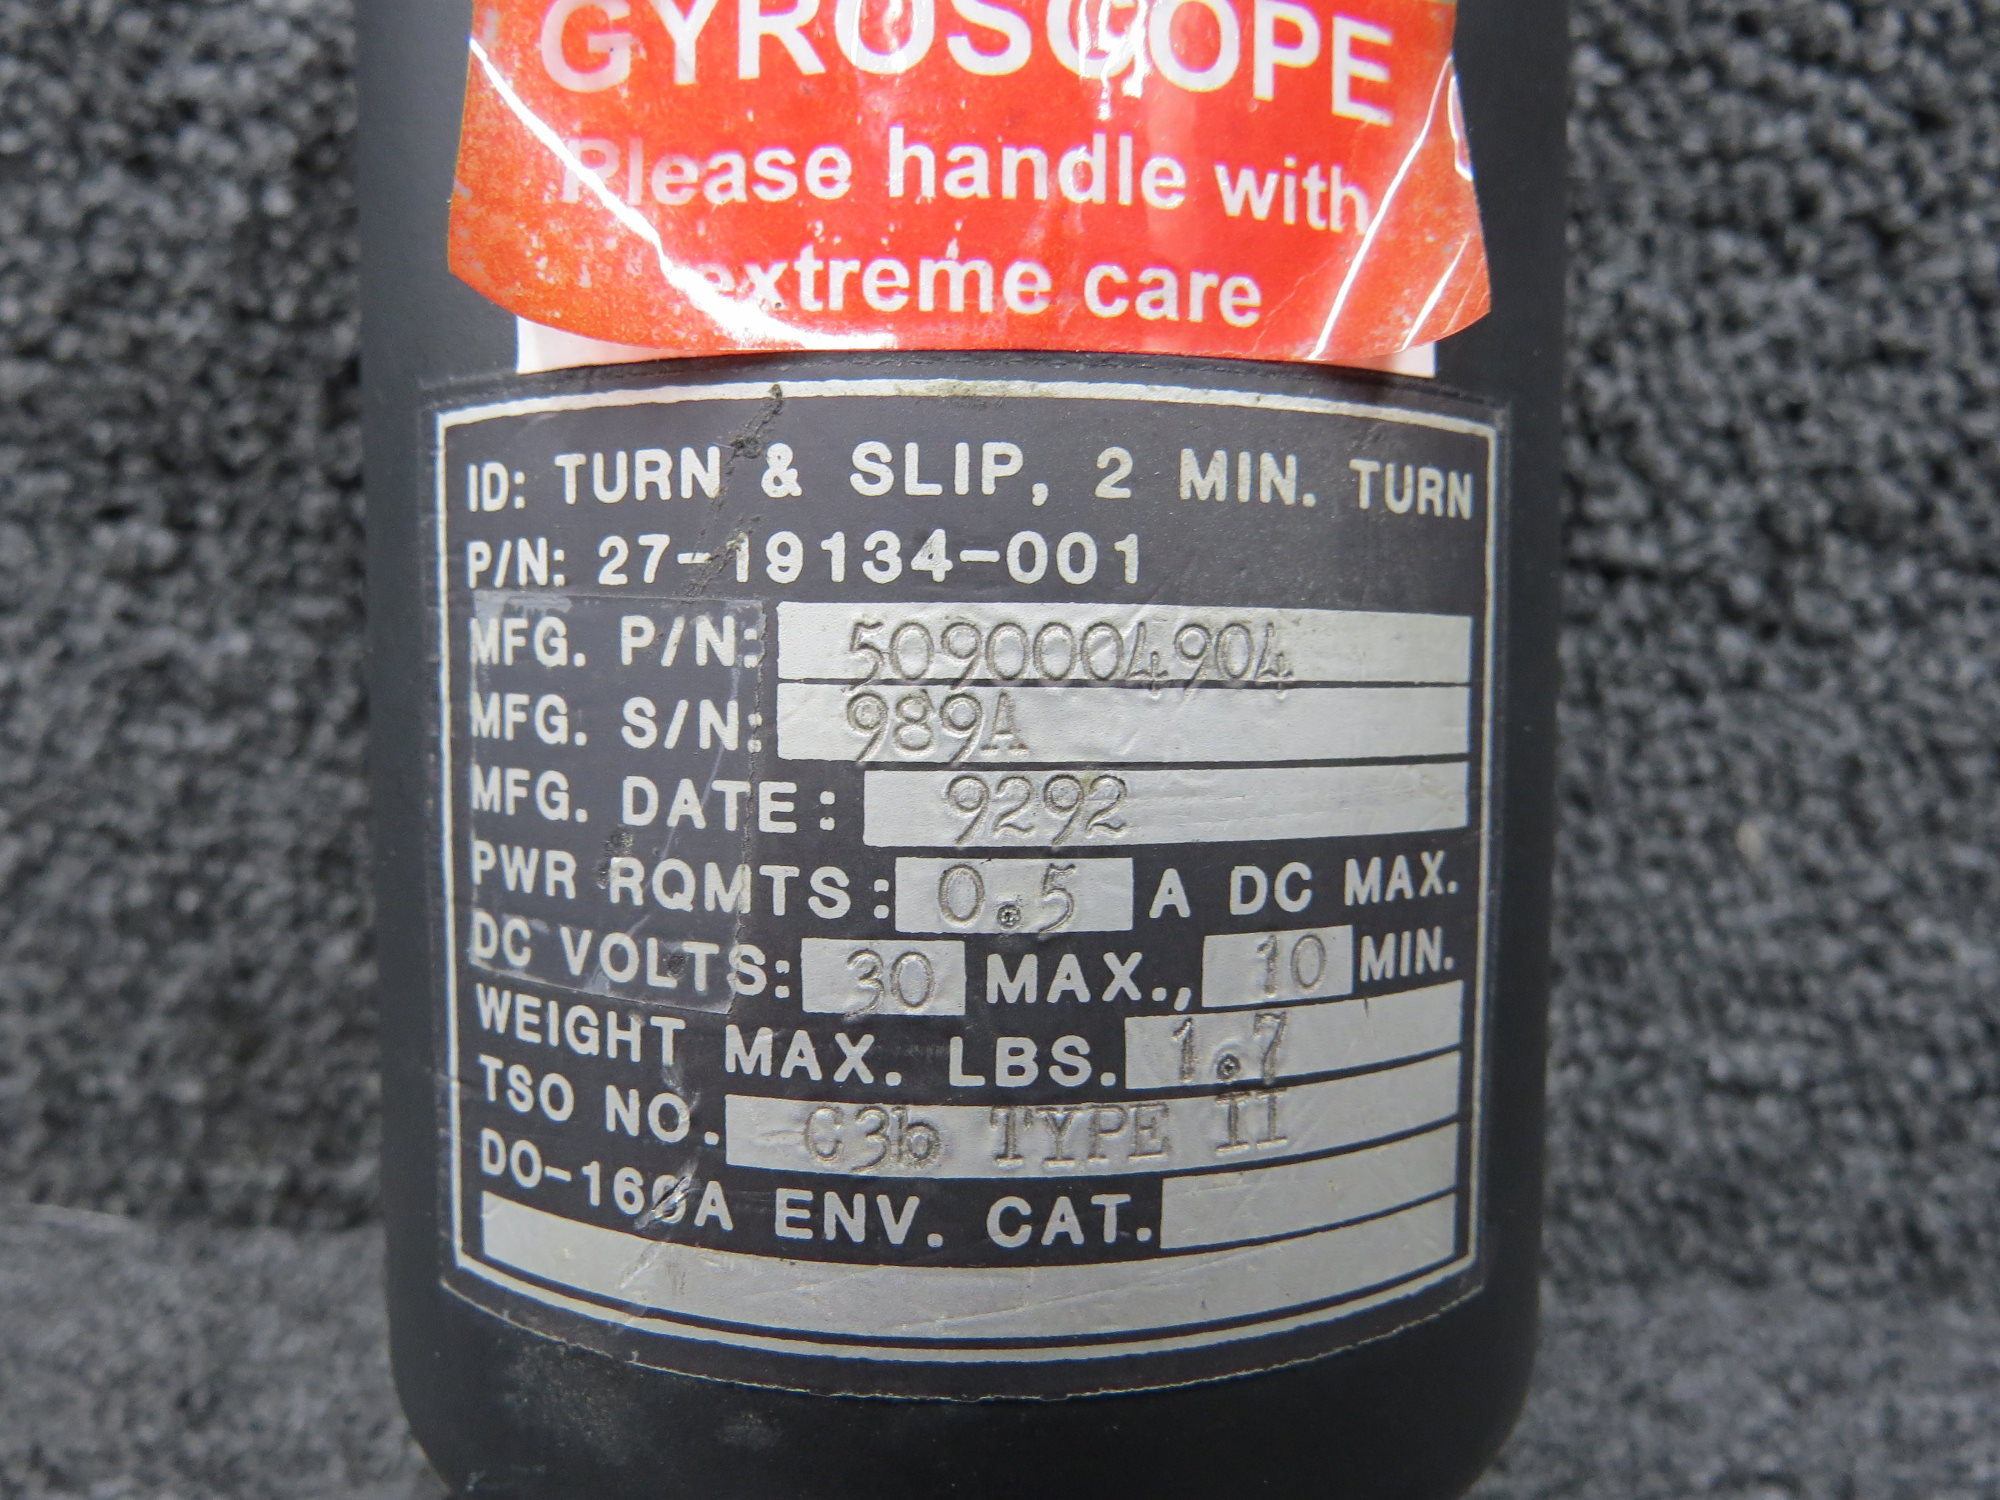 GYROSCOPE
Please handle with
extreme care
ID: TURN & SLIP, 2 MIN. TURN
P/N: 27-19134-001
MFG. P/N: 5090004904
MFG. S/N: 989A
MFG. DATE: 9292
PWR RQMTS: 0.5 A DC MAX.
DC VOLTS: 30 MAX., 10 MIN.
WEIGHT MAX. LBS. 1.7
TSO NO. C3b TYPE II
DO-160A ENV. CAT.